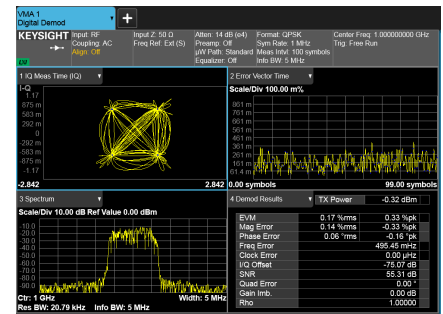 VMA 1
Digital Demod
KEYSIGHT
Input: RF
Coupling: AC
Align: Off
Input Z: 50 Ω
Freq Ref: Ext (S)
Atten: 14 dB (e4)
Preamp: Off
µW Path: Standard
Equalizer: Off
Format: QPSK
Sym Rate: 1 MHz
Meas Intvl: 100 symbols
Info BW: 5 MHz
Center Freq: 1.000000000 GHz
Trig: Free Run
1 IQ Meas Time (IQ)
I-Q
1.17
875 m
583 m
292 m
0
-292 m
-583 m
-875 m
-1.17
-2.842
2.842
2 Error Vector Time
Scale/Div 100.00 m%
861 m
761 m
661 m
561 m
461 m
361 m
261 m
161 m
61.4 m
0.00 symbols
99.00 symbols
3 Spectrum
Scale/Div 10.00 dB Ref Value 0.00 dBm
-10.0
-20.0
-30.0
-40.0
-50.0
-60.0
-70.0
-80.0
-90.0
Ctr: 1 GHz
Width: 5 MHz
Res BW: 20.79 kHz Info BW: 5 MHz
4 Demod Results
TX Power -0.32 dBm
EVM 0.17 %rms 0.33 %pk
Mag Error 0.14 %rms -0.33 %pk
Phase Error 0.06 °rms -0.16 °pk
Freq Error 495.45 mHz
Clock Error 0.00 µHz
I/Q Offset -75.07 dB
SNR 55.31 dB
Quad Error 0.00 °
Gain Imb. 0.00 dB
Rho 1.00000